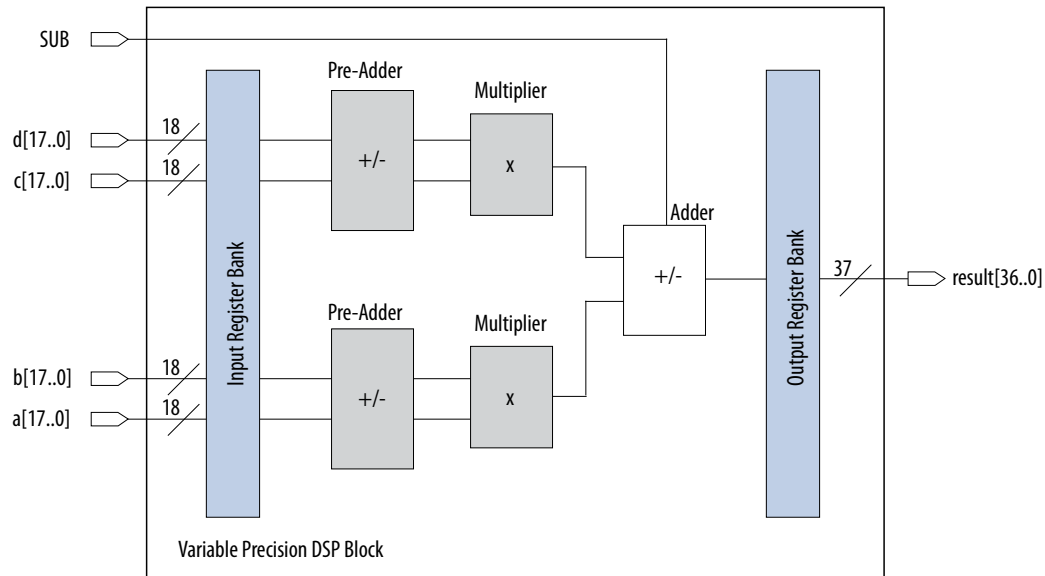 SUB
Pre-Adder
Multiplier
d[17..0]
18
+/-
x
c[17..0]
18
Adder
Input Register Bank
+/-
Output Register Bank
37
result[36..0]
Pre-Adder
Multiplier
b[17..0]
18
+/-
x
a[17..0]
18
Variable Precision DSP Block